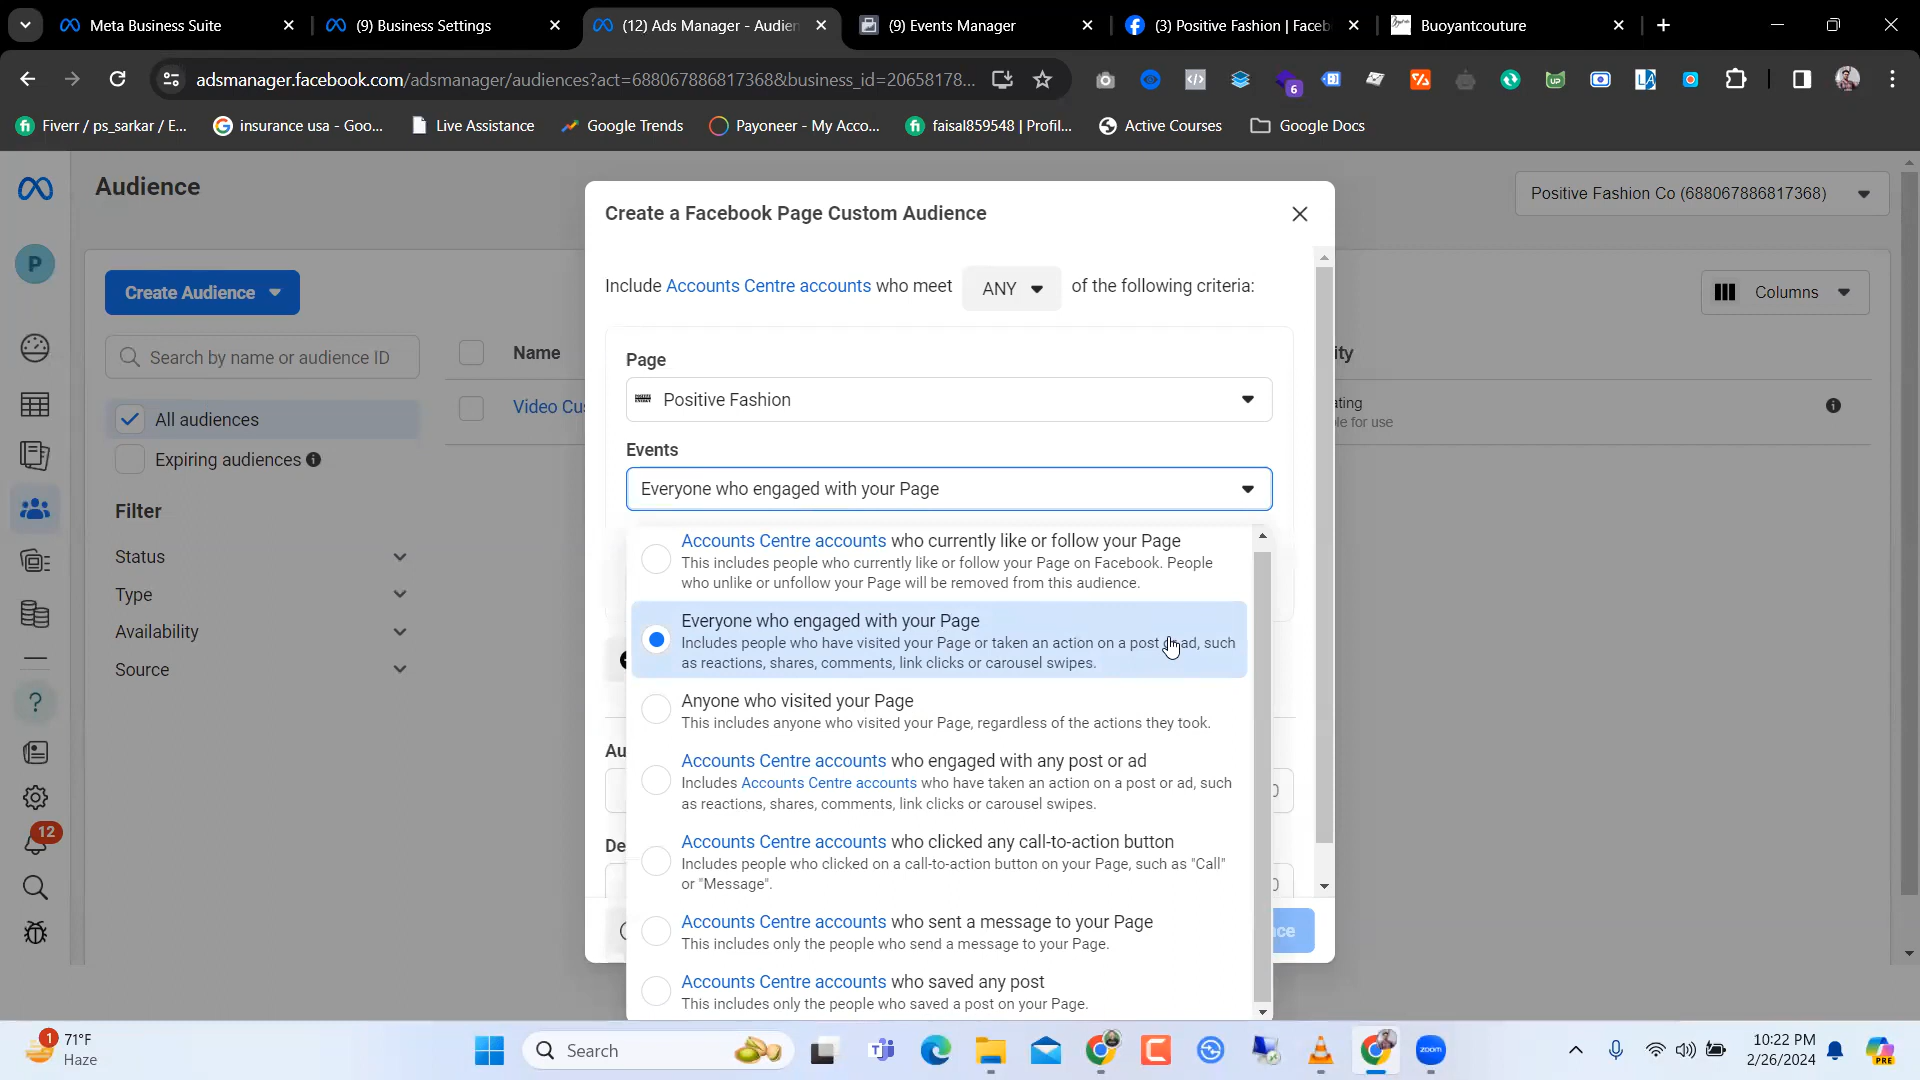 Meta Business Suite
(9) Business Settings
(12) Ads Manager - Audien
(9) Events Manager
(3) Positive Fashion | Faceb
Buoyantcouture
adsmanager.facebook.com/adsmanager/audiences?act=688067886817368&business_id=20658178...
6
Fiverr / ps_sarkar / E...
insurance usa - Goo...
Live Assistance
Google Trends
Payoneer - My Acco...
faisal859548 | Profil...
Active Courses
Google Docs
Audience
Positive Fashion Co (688067886817368)
P
Create Audience
Columns
Search by name or audience ID
Name
ity
All audiences
Video Cu
ating
le for use
Expiring audiences
Filter
Status
Type
Availability
Source
12
Create a Facebook Page Custom Audience
Include Accounts Centre accounts who meet ANY of the following criteria:
Page
Positive Fashion
Events
Everyone who engaged with your Page
Accounts Centre accounts who currently like or follow your Page
This includes people who currently like or follow your Page on Facebook. People
who unlike or unfollow your Page will be removed from this audience.
Everyone who engaged with your Page
Includes people who have visited your Page or taken an action on a post ad, such
as reactions, shares, comments, link clicks or carousel swipes.
Anyone who visited your Page
This includes anyone who visited your Page, regardless of the actions they took.
Au
Accounts Centre accounts who engaged with any post or ad
Includes Accounts Centre accounts who have taken an action on a post or ad, such
as reactions, shares, comments, link clicks or carousel swipes.
De
Accounts Centre accounts who clicked any call-to-action button
Includes people who clicked on a call-to-action button on your Page, such as "Call"
or "Message".
Accounts Centre accounts who sent a message to your Page
This includes only the people who send a message to your Page.
nce
Accounts Centre accounts who saved any post
This includes only the people who saved a post on your Page.
1
71°F
Haze
Search
zoom
10:22 PM
2/26/2024
PRE